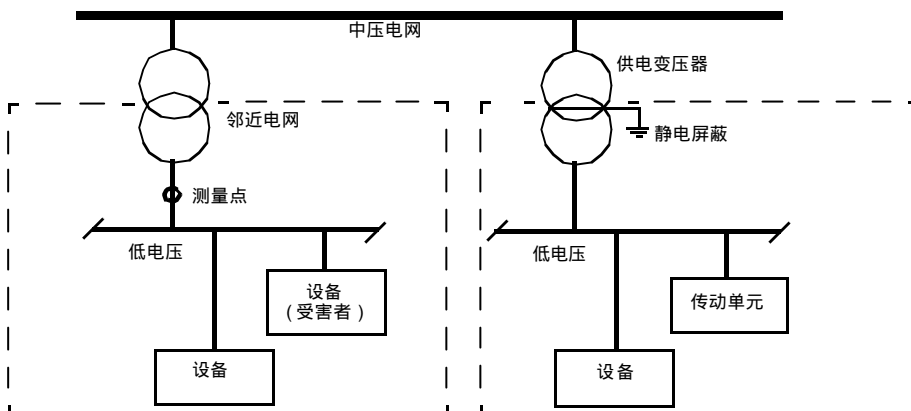 中压电网
供电变压器
邻近电网
静电屏蔽
测量点
低电压
低电压
设备
(受害者)
传动单元
设备
设备